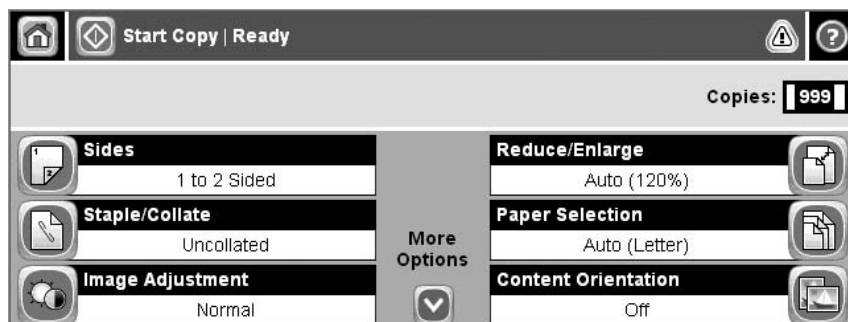 Start Copy | Ready
?
Copies: 999
Sides
1 to 2 Sided
Staple/Collate
Uncollated
Image Adjustment
Normal
More
Options
Reduce/Enlarge
Auto (120%)
Paper Selection
Auto (Letter)
Content Orientation
Off